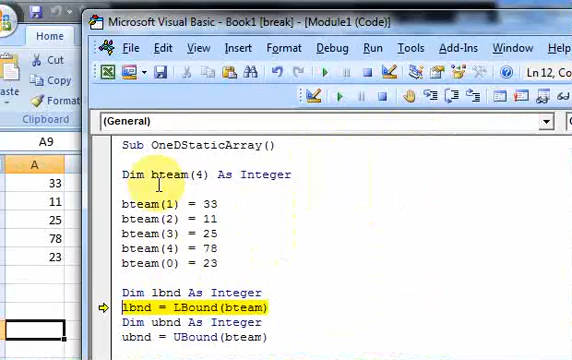 Microsoft Visual Basic - Book1 [break] - [Module1 (Code)]
Home
File Edit View Insert Format Debug Run Tools Add-Ins Window Help
Ln 12, Co
Cut
Copy
Format
Clipboard
A9
(General)
A
33
11
25
78
23
Sub OneDStaticArray()
Dim bteam(4) As Integer
bteam(1) = 33
bteam(2) = 11
bteam(3) = 25
bteam(4) = 78
bteam(0) = 23
Dim lbnd As Integer
lbnd = LBound(bteam)
Dim ubnd As Integer
ubnd = UBound(bteam)